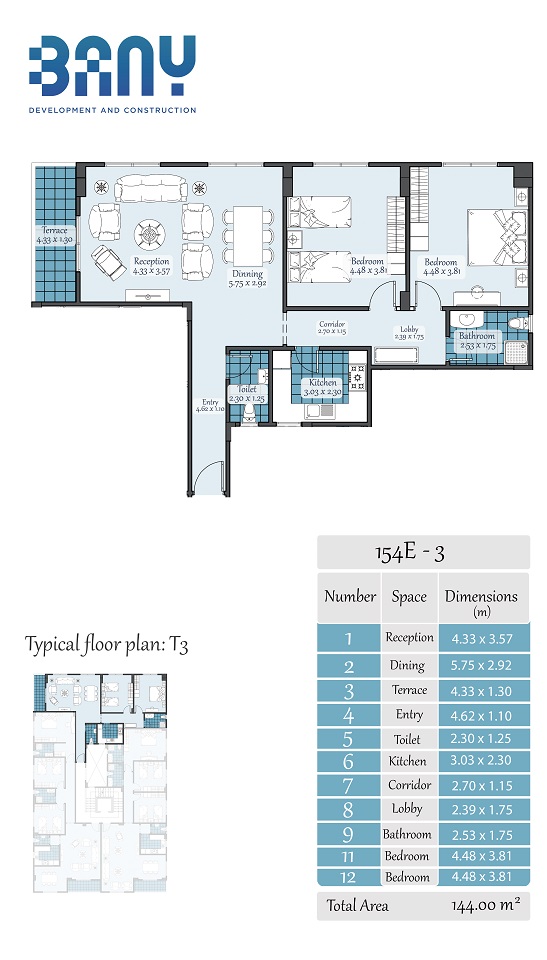 BANY
DEVELOPMENT AND CONSTRUCTION
Terrace
4.33 x 1.30
Reception
4.33 x 3.57
Dinning
5.75 x 2.92
Bedroom
4.48 x 3.81
Bedroom
4.48 x 3.81
Corridor
2.70 x 1.15
Lobby
2.39 x 1.75
Bathroom
2.53 x 1.75
Toilet
2.30 x 1.25
Kitchen
3.03 x 2.30
Entry
4.62 x 1.10
154E - 3
Number Space Dimensions
(m)
1 Reception 4.33 x 3.57
2 Dining 5.75 x 2.92
3 Terrace 4.33 x 1.30
4 Entry 4.62 x 1.10
5 Toilet 2.30 x 1.25
6 Kitchen 3.03 x 2.30
7 Corridor 2.70 x 1.15
8 Lobby 2.39 x 1.75
9 Bathroom 2.53 x 1.75
11 Bedroom 4.48 x 3.81
12 Bedroom 4.48 x 3.81
Total Area 144.00 m²
Typical floor plan: T3